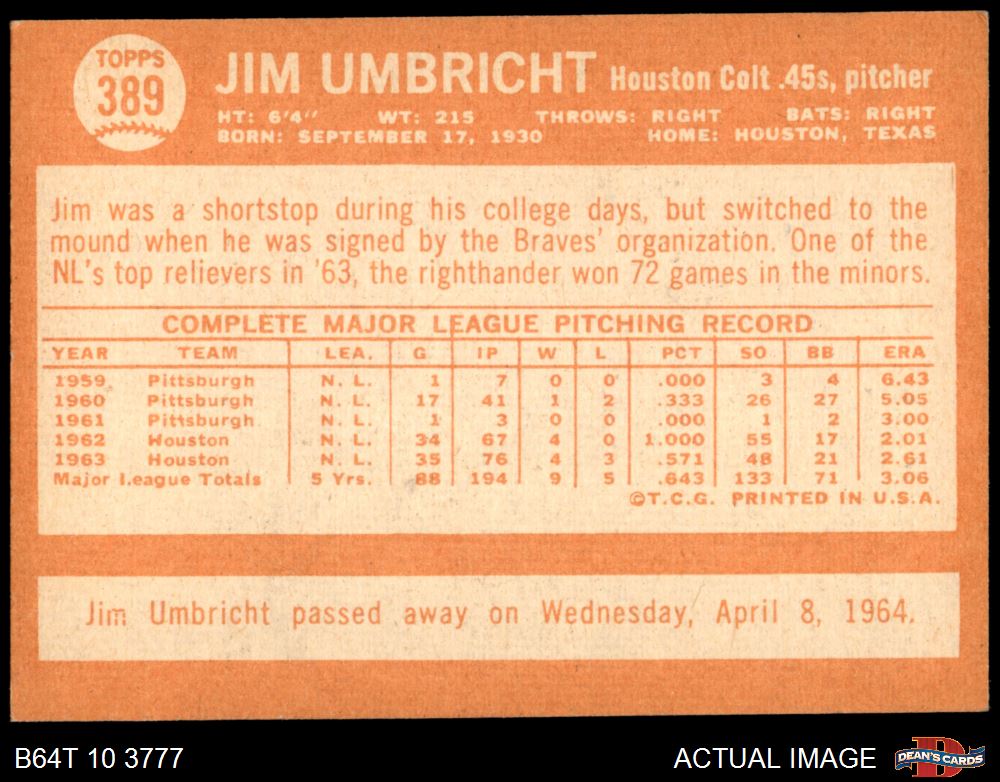 TOPPS
389
JIM UMBRICHT Houston Colt .45s, pitcher
HT: 6'4" WT: 215 THROWS: RIGHT BATS: RIGHT
BORN: SEPTEMBER 17, 1930 HOME: HOUSTON, TEXAS
Jim was a shortstop during his college days, but switched to the
mound when he was signed by the Braves' organization. One of the
NL's top relievers in '63, the righthander won 72 games in the minors.
COMPLETE MAJOR LEAGUE PITCHING RECORD
YEAR TEAM LEA. G IP W L PCT SO BB ERA
1959 Pittsburgh N. L. 1 7 0 0 .000 3 4 6.43
1960 Pittsburgh N. L. 17 41 1 2 .333 26 27 5.05
1961 Pittsburgh N. L. 1 3 0 0 .000 1 2 3.00
1962 Houston N. L. 34 67 4 0 1.000 55 17 2.01
1963 Houston N. L. 35 76 4 3 .571 48 21 2.61
Major League Totals 5 Yrs. 88 194 9 5 .643 133 71 3.06
©T.C.G. PRINTED IN U.S.A.
Jim Umbricht passed away on Wednesday, April 8, 1964.
B64T 10 3777 ACTUAL IMAGE DEAN'S CARDS